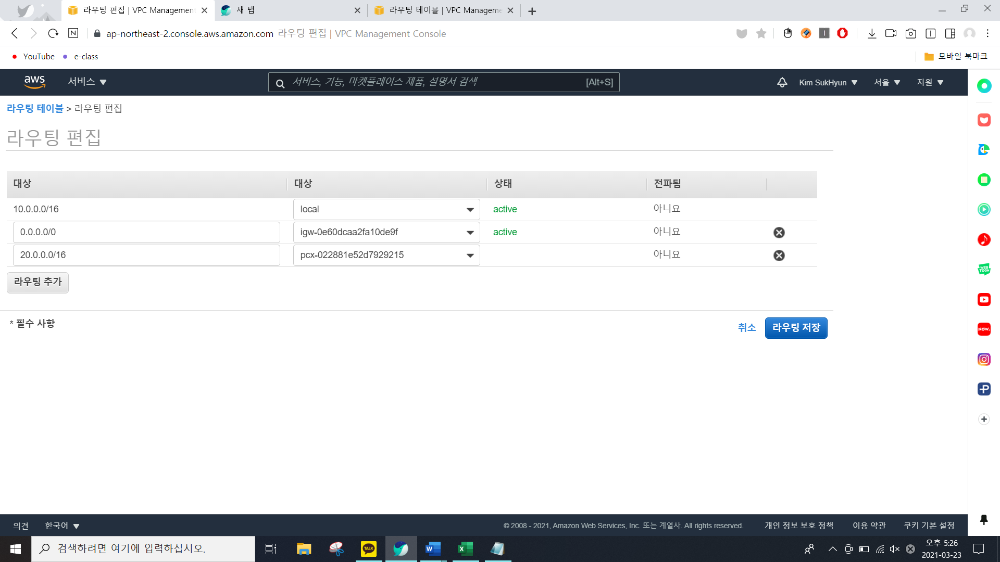 라우팅 편집 | VPC Management
새 탭
라우팅 테이블 | VPC Manageme
ap-northeast-2.console.aws.amazon.com 라우팅 편집 | VPC Management Console
YouTube
e-class
모바일 북마크
aws
서비스
서비스, 기능, 마켓플레이스 제품, 설명서 검색 [Alt+S]
Kim SukHyun
서울
지원
라우팅 테이블 > 라우팅 편집
라우팅 편집
대상 대상 상태 전파됨
10.0.0.0/16 local active 아니요
0.0.0.0/0 igw-0e60dcaa2fa10de9f active 아니요
20.0.0.0/16 pcx-022881e52d7929215 아니요
라우팅 추가
* 필수 사항
취소 라우팅 저장
WEB TOON
NOW.
의견 한국어
© 2008 - 2021, Amazon Web Services, Inc. 또는 계열사. All rights reserved. 개인 정보 보호 정책 이용 약관 쿠키 기본 설정
검색하려면 여기에 입력하십시오.
TALK
오후 5:26
2021-03-23